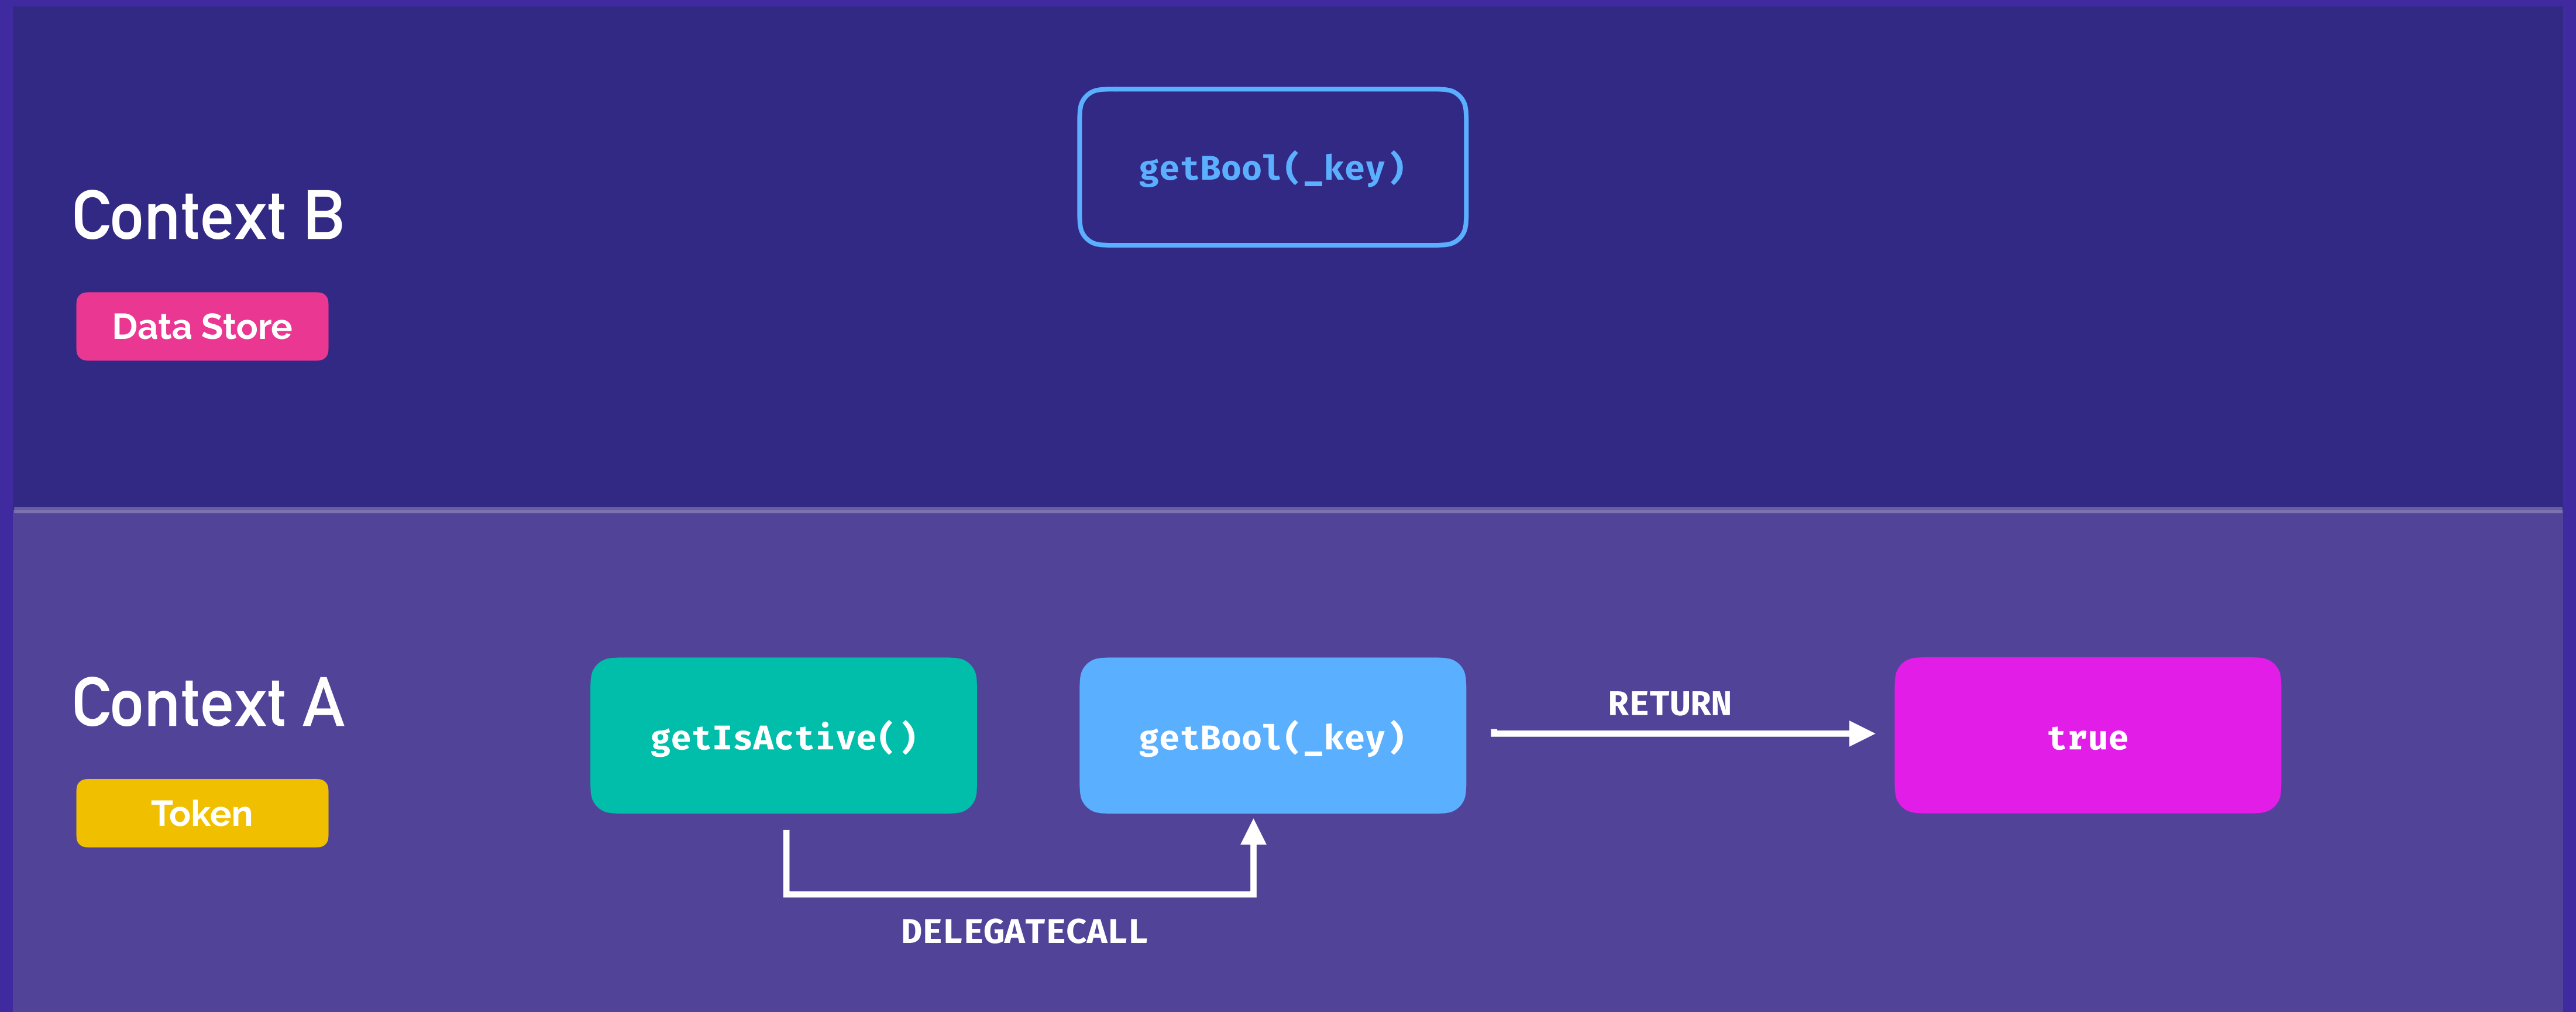 getBool(_key)
Context B
Data Store
Context A
Token
getIsActive()
getBool(_key)
RETURN
true
DELEGATECALL